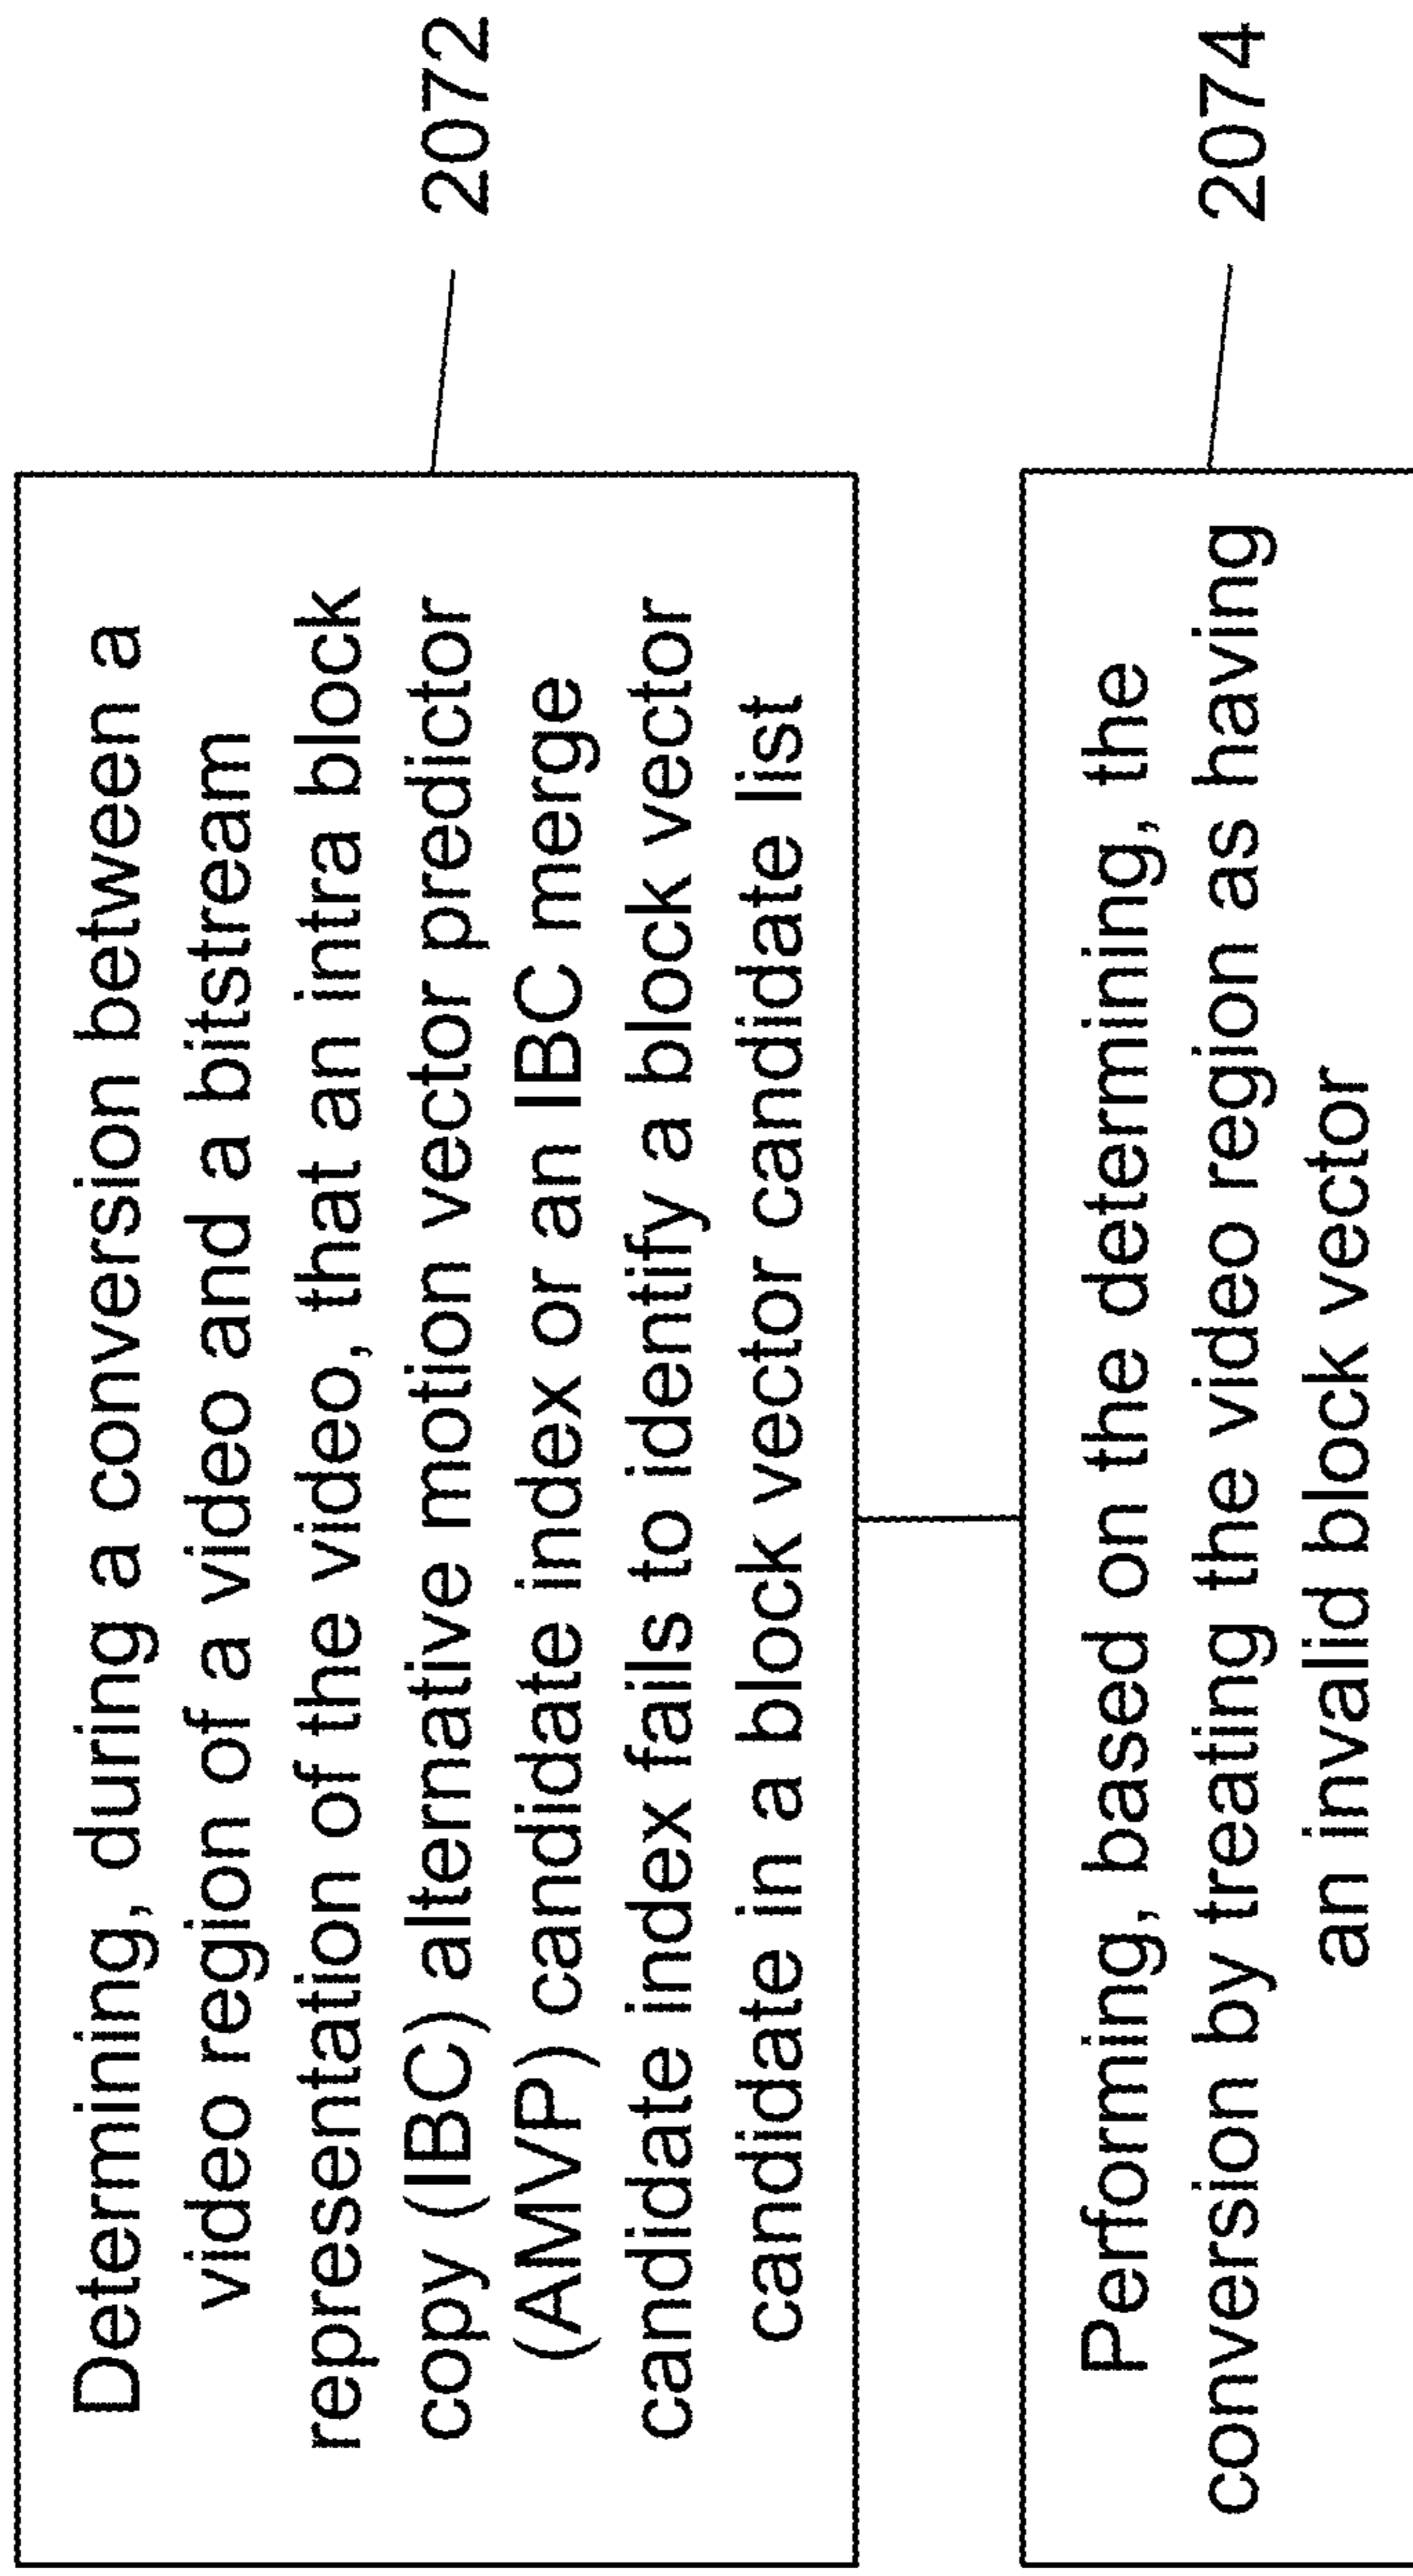 Determining, during a conversion between a
video region of a video and a bitstream
representation of the video, that an intra block
copy (IBC) alternative motion vector predictor
(AMVP) candidate index or an IBC merge
candidate index fails to identify a block vector
candidate in a block vector candidate list
2072
Performing, based on the determining, the
conversion by treating the video region as having
an invalid block vector
2074